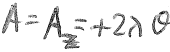 A = A_z = +2λθ